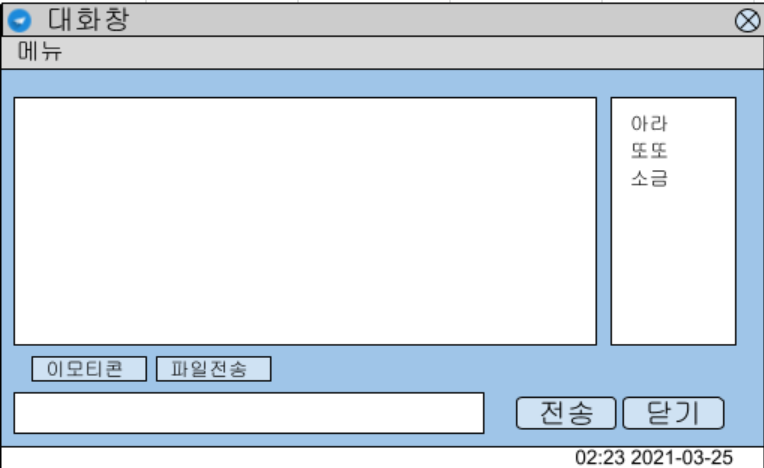 대화창
메뉴
아라
또또
소금
이모티콘 파일전송
전송 닫기
02:23 2021-03-25